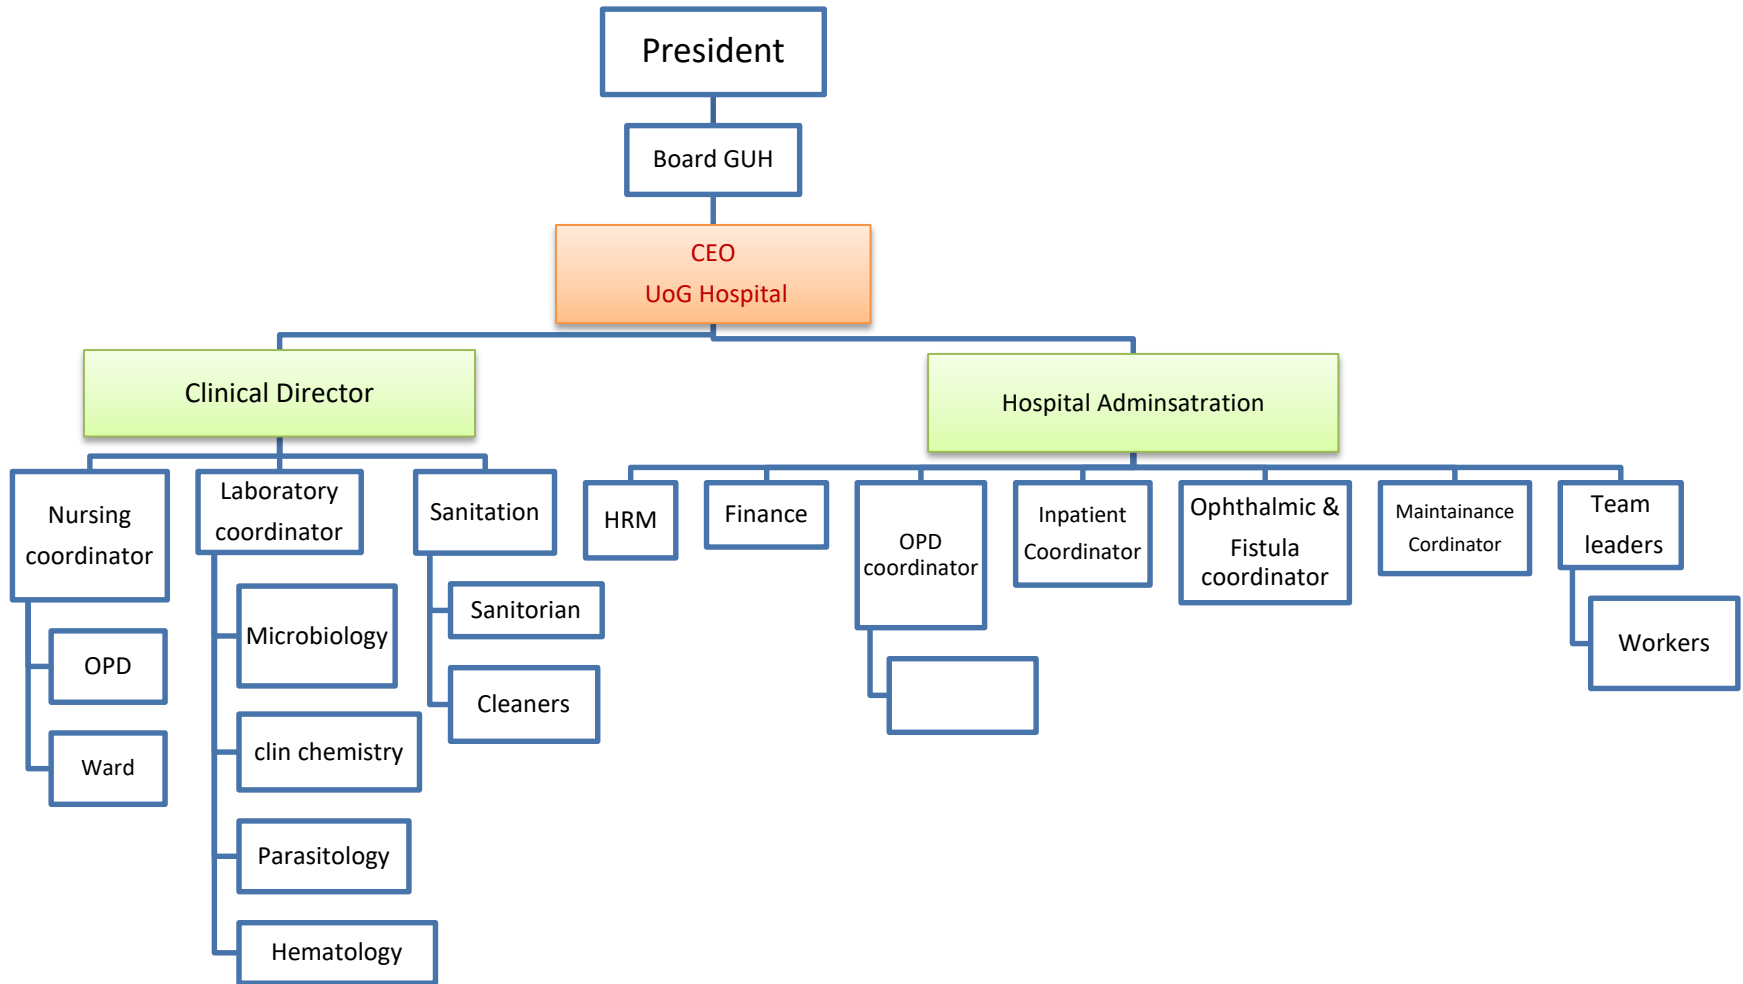 President
Board GUH
CEO
UoG Hospital
Clinical Director
Hospital Adminsatration
Nursing
coordinator
OPD
Ward
Laboratory
coordinator
Microbiology
clin chemistry
Parasitology
Hematology
Sanitation
Sanitorian
Cleaners
HRM
Finance
OPD
coordinator
Inpatient
Coordinator
Ophthalmic &
Fistula
coordinator
Maintainance
Cordinator
Team
leaders
Workers